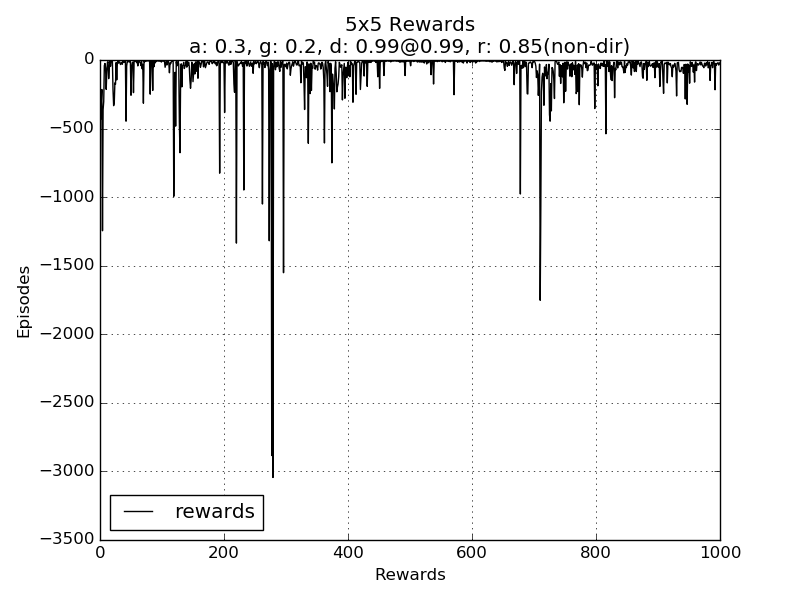 5x5 Rewards
a: 0.3, g: 0.2, d: 0.99@0.99, r: 0.85(non-dir)
0
−500
−1000
−1500
−2000
−2500
−3000
−3500
Episodes
rewards
0 200 400 600 800 1000
Rewards